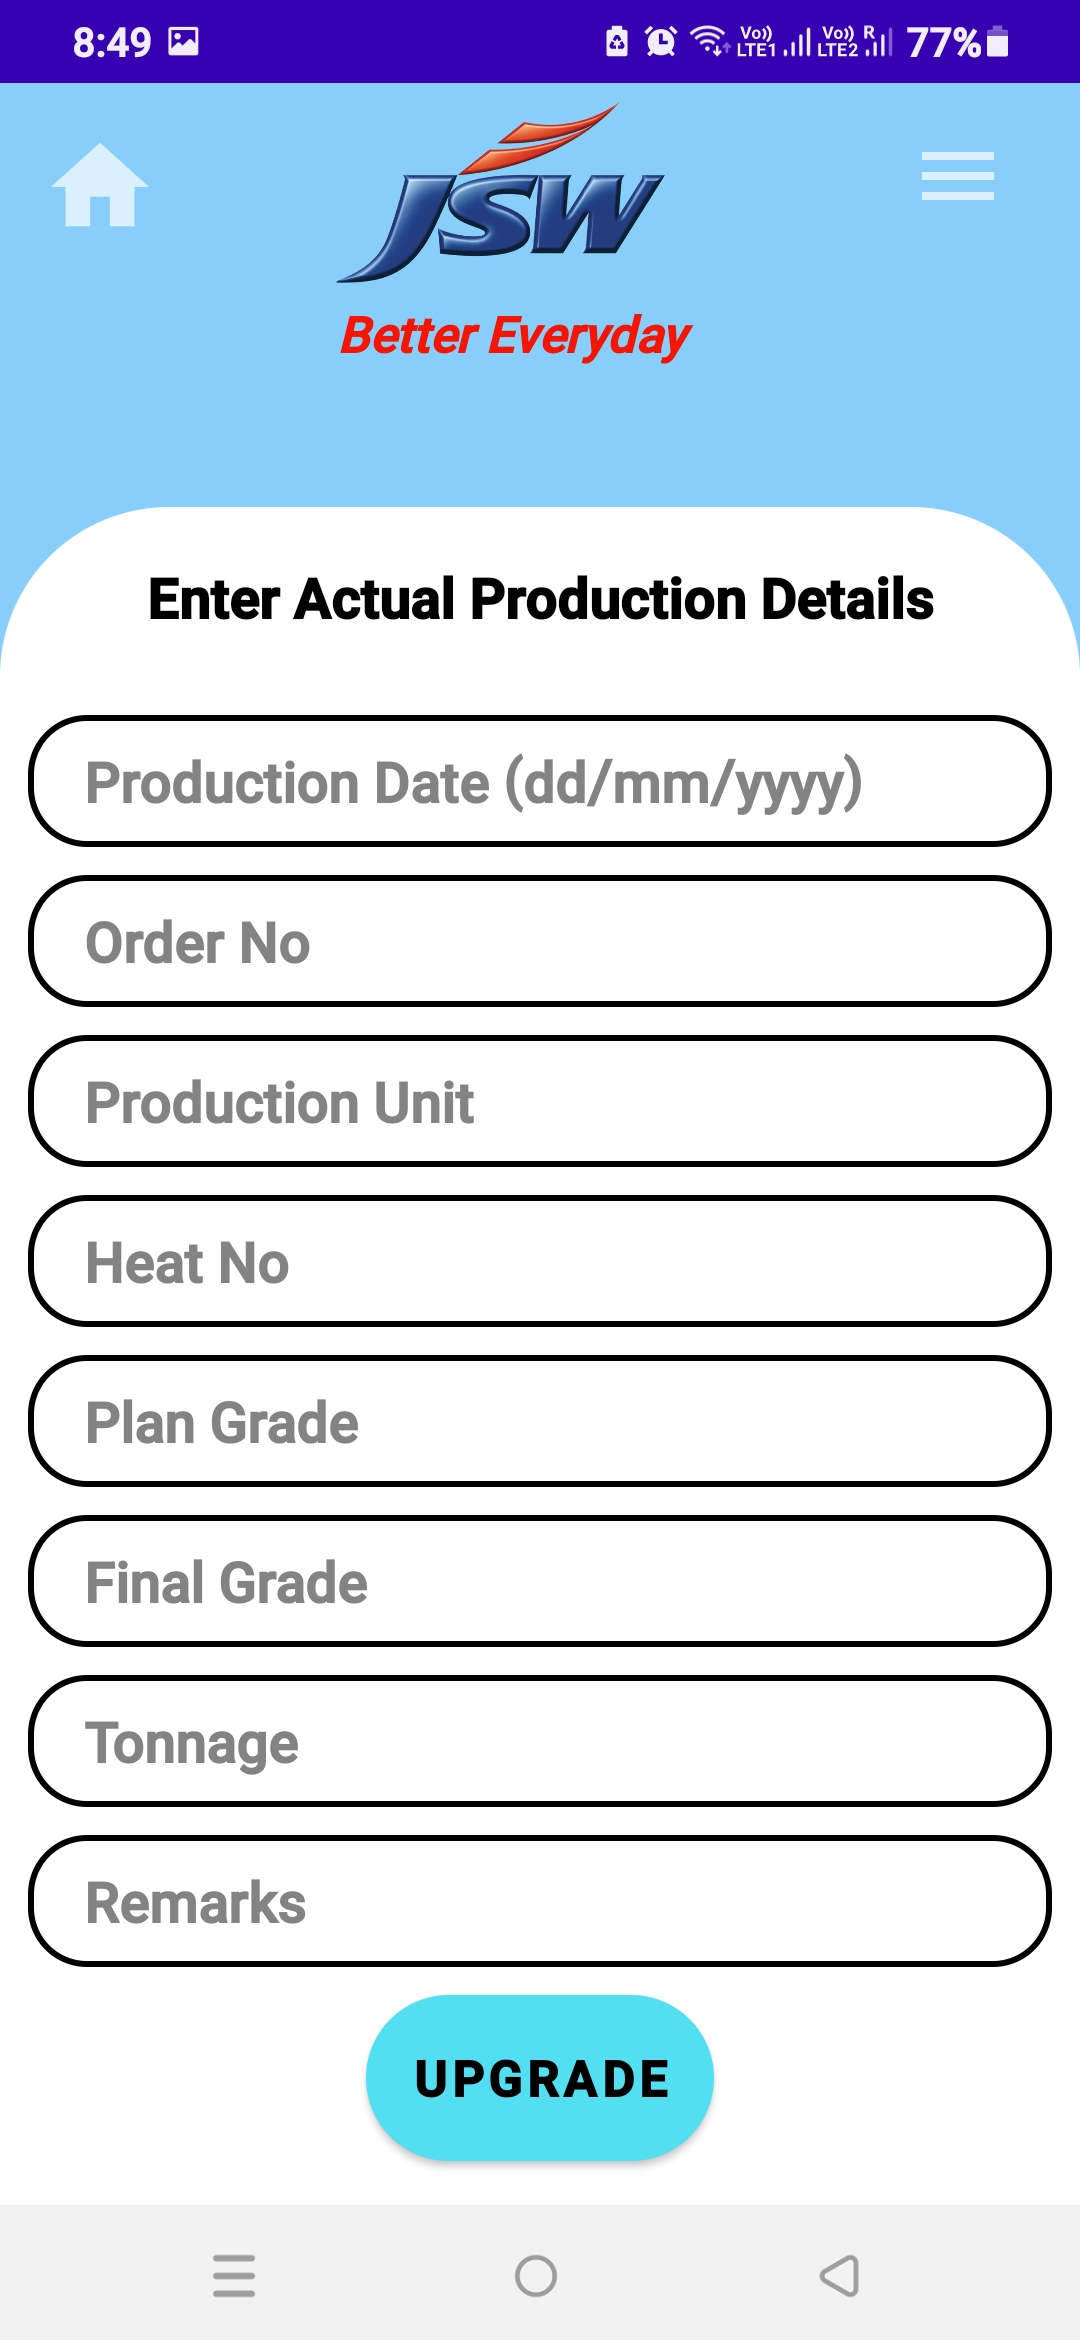 8:49 Vo)) LTE1 Vo)) LTE2 R 77%
JSW
Better Everyday
Enter Actual Production Details
Production Date (dd/mm/yyyy)
Order No
Production Unit
Heat No
Plan Grade
Final Grade
Tonnage
Remarks
UPGRADE